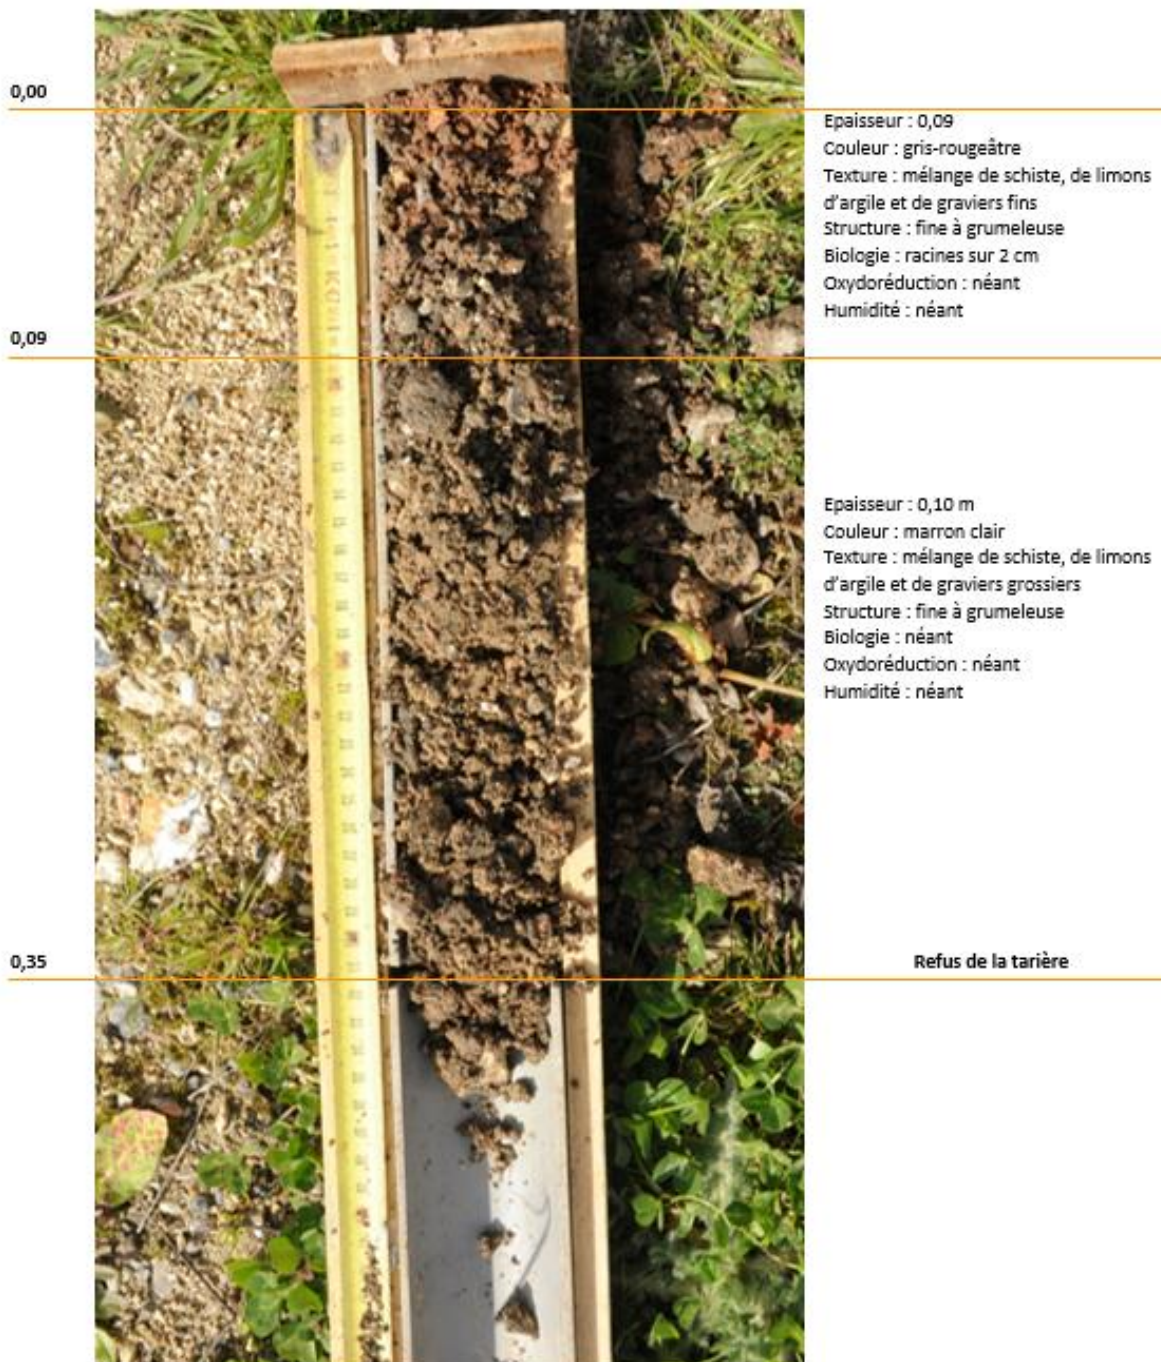 0,00
Epaisseur : 0,09
Couleur : gris-rougeâtre
Texture : mélange de schiste, de limons
d'argile et de graviers fins
Structure : fine à grumeleuse
Biologie : racines sur 2 cm
Oxydoréduction : néant
Humidité : néant
0,09
Epaisseur : 0,10 m
Couleur : marron clair
Texture : mélange de schiste, de limons
d'argile et de graviers grossiers
Structure : fine à grumeleuse
Biologie : néant
Oxydoréduction : néant
Humidité : néant
0,35
Refus de la tarière